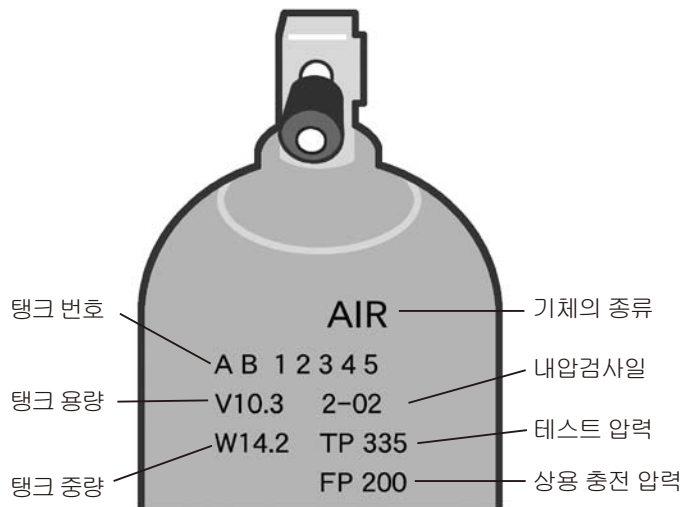 AIR
기체의 종류
탱크 번호
A B 1 2 3 4 5
내압검사일
탱크 용량
V10.3 2-02
테스트 압력
W14.2 TP 335
탱크 중량
FP 200
상용 충전 압력